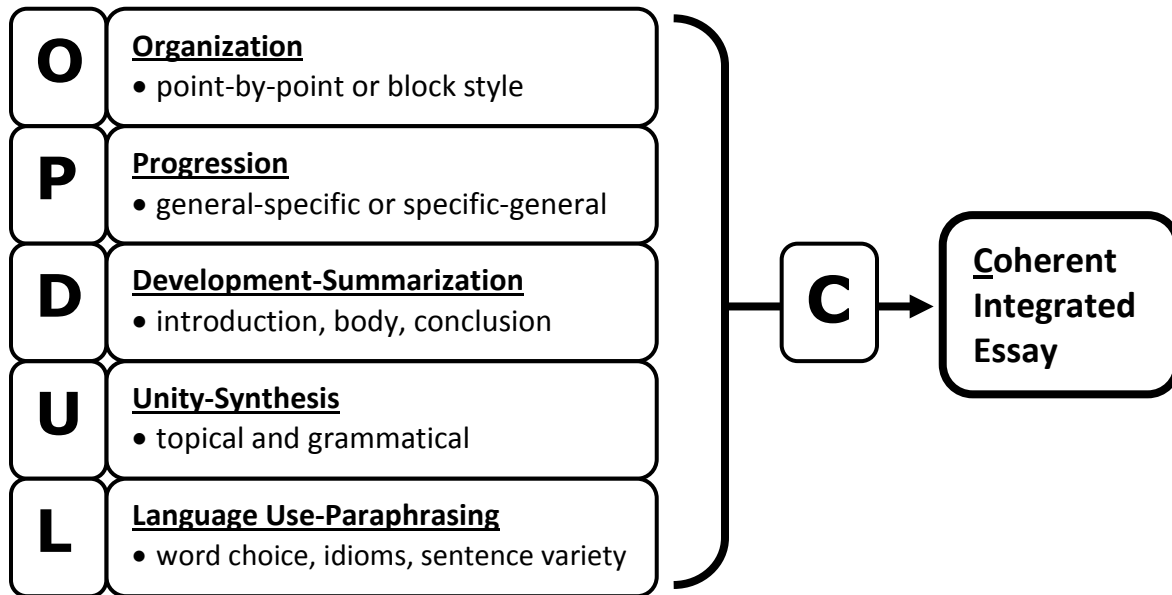 O
Organization
• point-by-point or block style
P
Progression
• general-specific or specific-general
D
Development-Summarization
• introduction, body, conclusion
U
Unity-Synthesis
• topical and grammatical
L
Language Use-Paraphrasing
• word choice, idioms, sentence variety
C
Coherent
Integrated
Essay